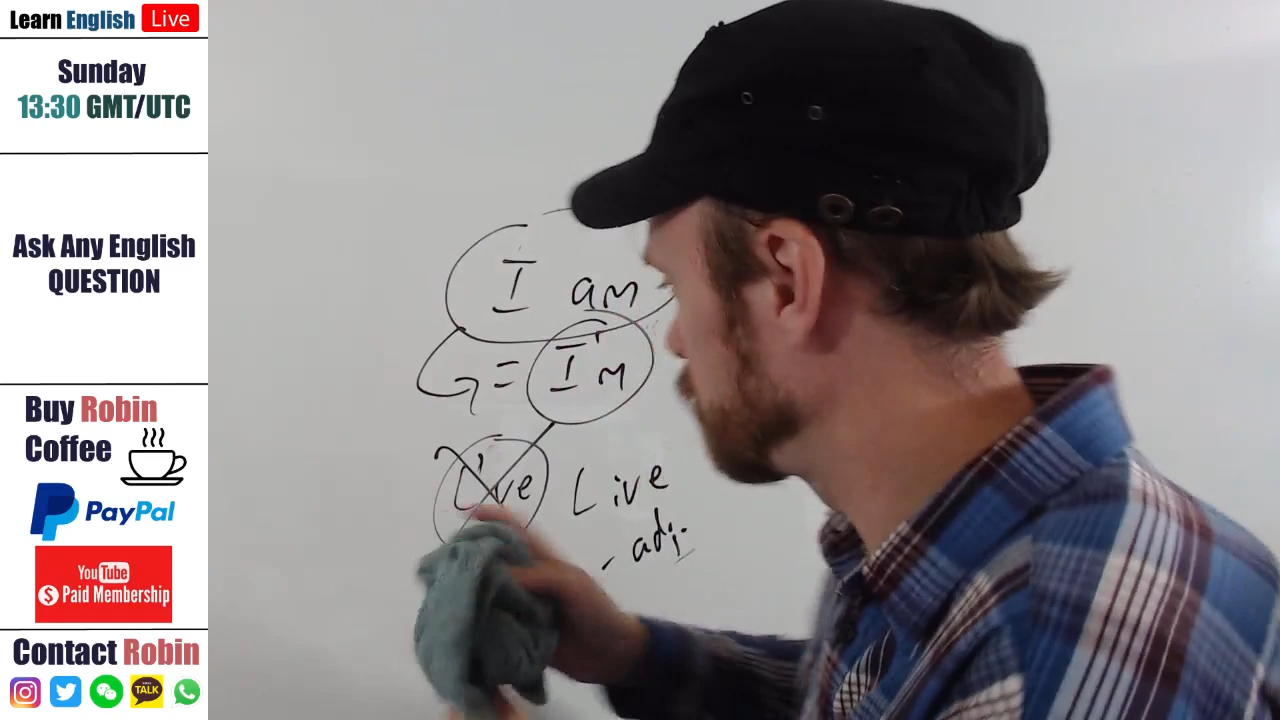 Learn English Live
Sunday
13:30 GMT/UTC
Ask Any English
QUESTION
Buy Robin
Coffee
PayPal
YouTube
$ Paid Membership
Contact Robin
TALK
I am
= I'm
L've Live
- adj.